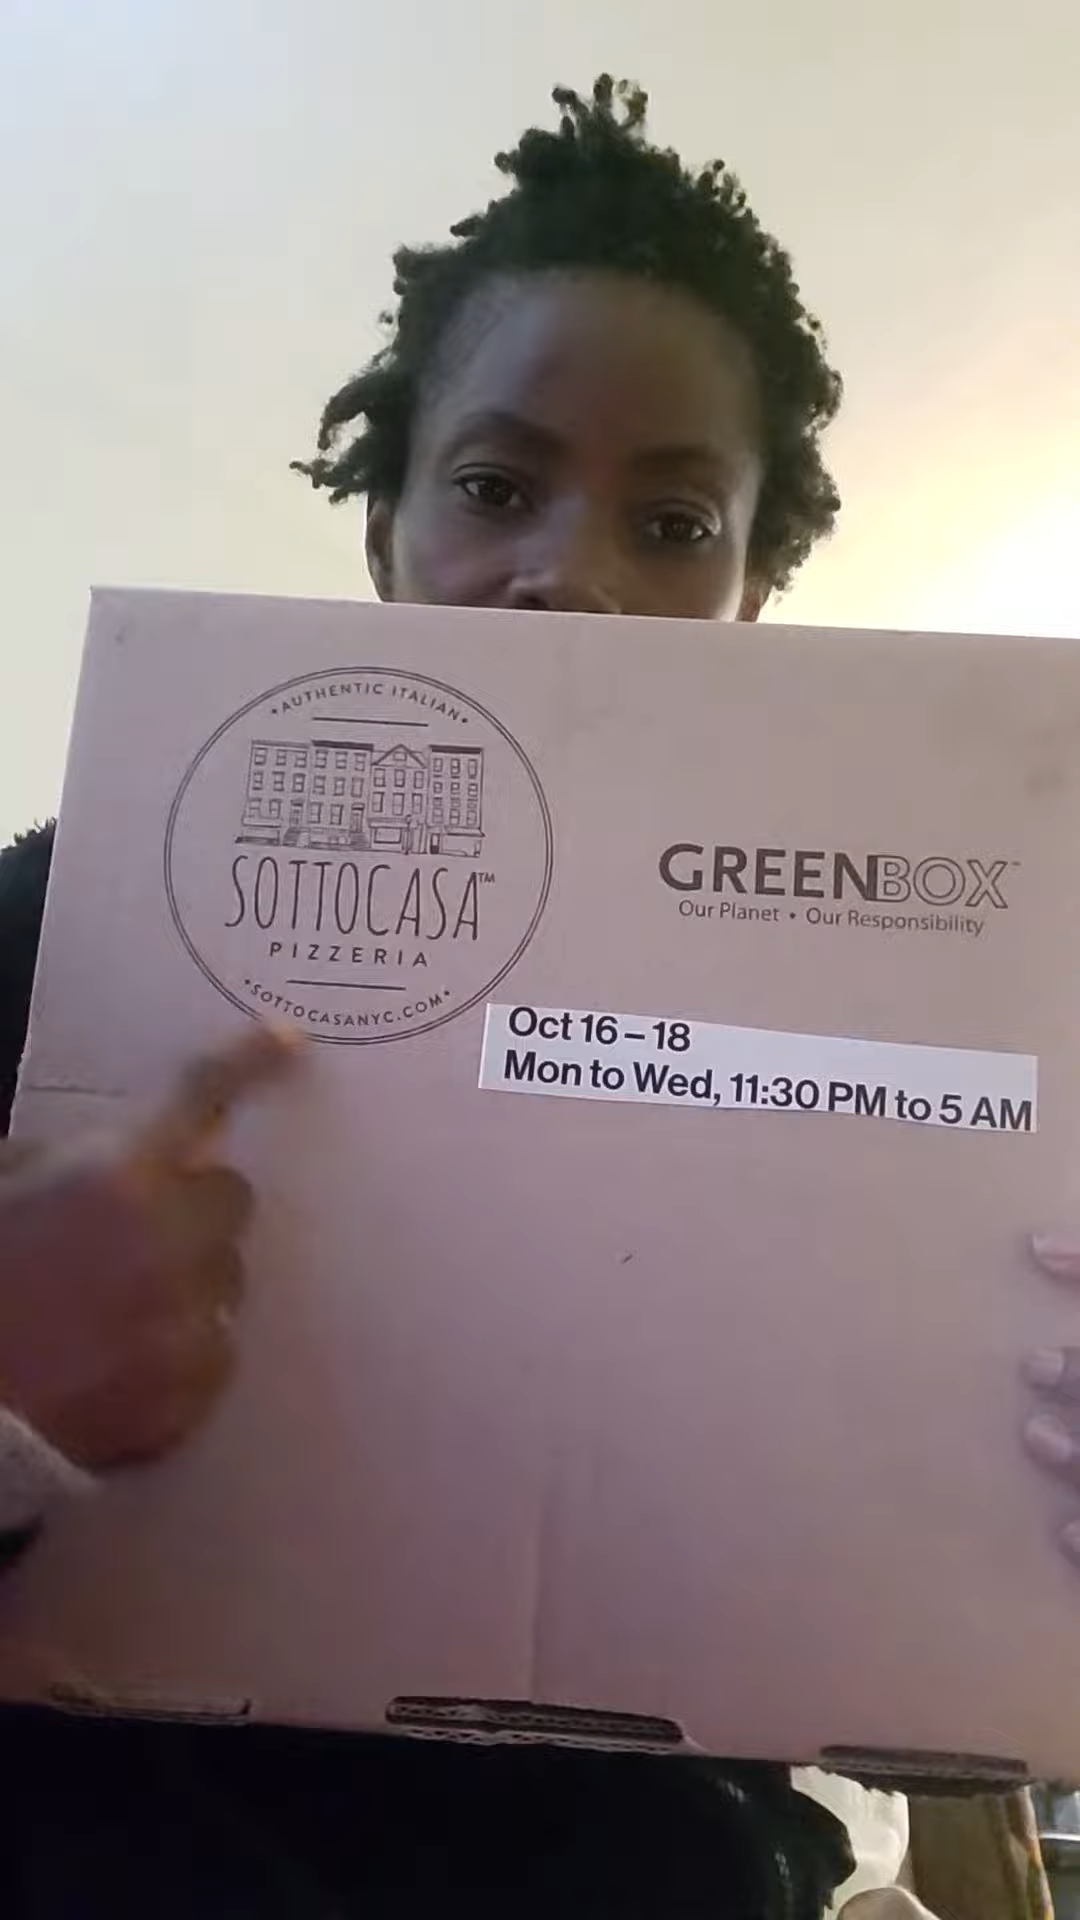 •AUTHENTIC ITALIAN•
SOTTOCASA™
PIZZERIA
•SOTTOCASANYC.COM•
GREENBOX™
Our Planet • Our Responsibility
Oct 16 – 18
Mon to Wed, 11:30 PM to 5 AM